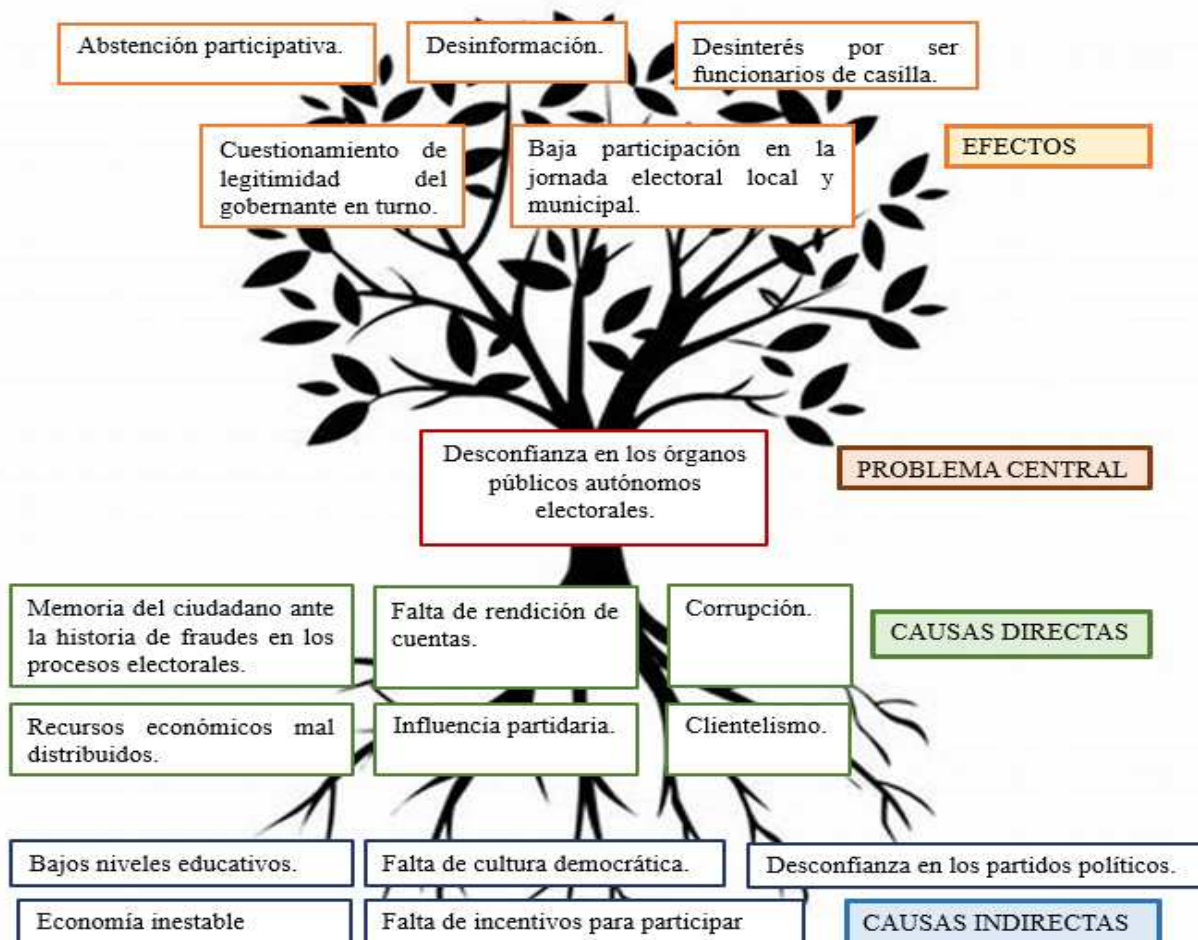 Abstención participativa.
Desinformación.
Desinterés por ser
funcionarios de casilla.
Cuestionamiento de
legitimidad del
gobernante en turno.
Baja participación en la
jornada electoral local y
municipal.
EFECTOS
Desconfianza en los órganos
públicos autónomos
electorales.
PROBLEMA CENTRAL
Memoria del ciudadano ante
la historia de fraudes en los
procesos electorales.
Falta de rendición de
cuentas.
Corrupción.
CAUSAS DIRECTAS
Recursos económicos mal
distribuidos.
Influencia partidaria.
Clientelismo.
Bajos niveles educativos.
Falta de cultura democrática.
Desconfianza en los partidos políticos.
Economía inestable
Falta de incentivos para participar
CAUSAS INDIRECTAS